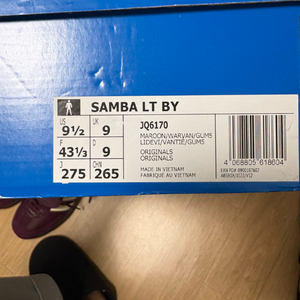 SAMBA LT BY
US
9½
UK
9
F
43⅓
D
9
J
275
CHN
265
JQ6170
MAROON/WARVAN/GUM5
LIDEVI/VANTIE/GUM5
ORIGINALS
ORIGINALS
MADE IN VIETNAM
FABRIQUÉ AU VIETNAM
4 068805 618604